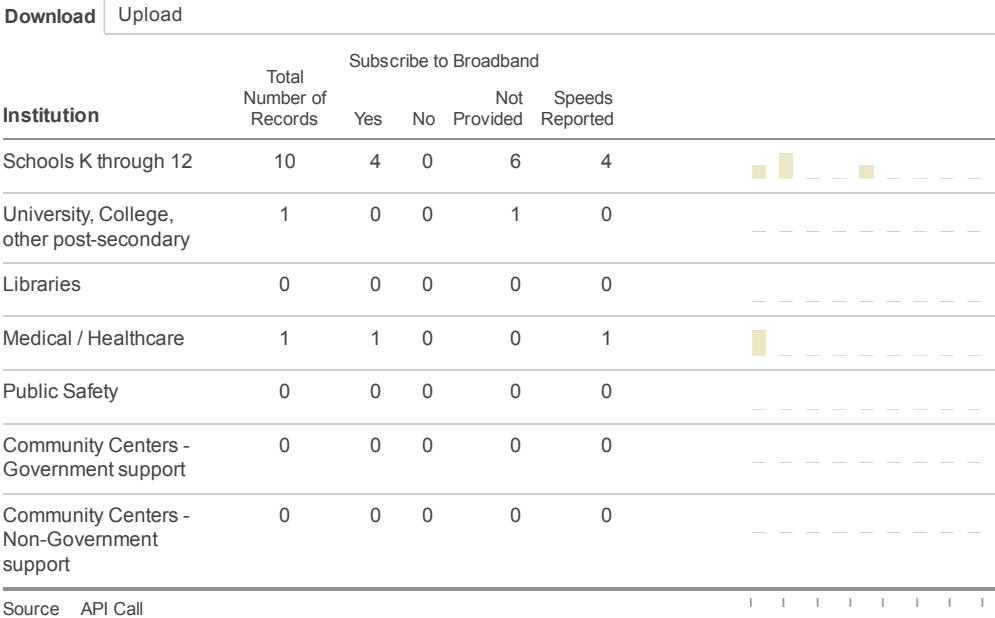 Download Upload
Subscribe to Broadband
Total
Number of Not Speeds
Institution Records Yes No Provided Reported
Schools K through 12 10 4 0 6 4
University, College, 1 0 0 1 0
other post-secondary
Libraries 0 0 0 0 0
Medical / Healthcare 1 1 0 0 1
Public Safety 0 0 0 0 0
Community Centers - 0 0 0 0 0
Government support
Community Centers - 0 0 0 0 0
Non-Government
support
Source API Call